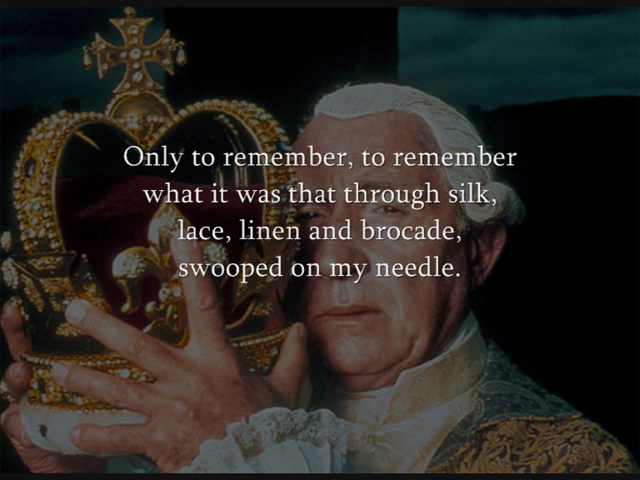 Only to remember, to remember
what it was that through silk,
lace, linen and brocade,
swooped on my needle.